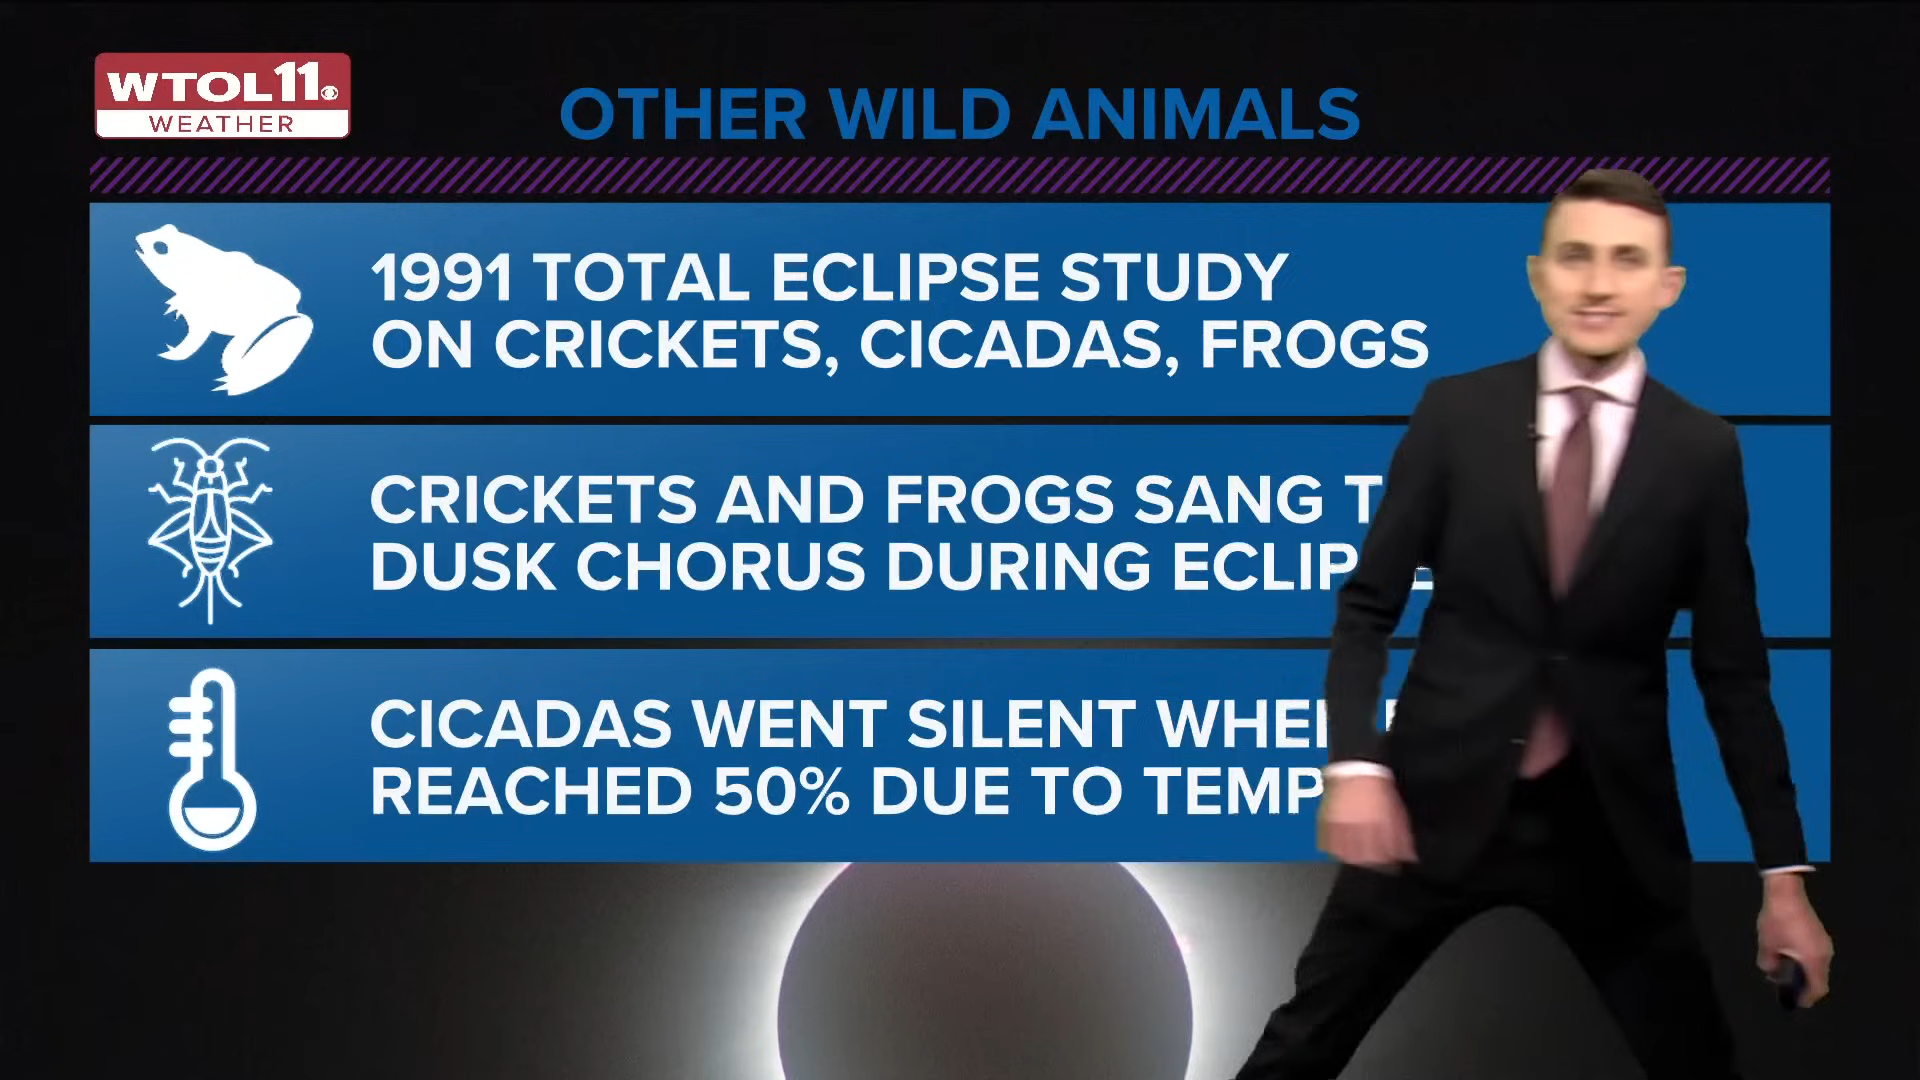 WTOL11
WEATHER
OTHER WILD ANIMALS
1991 TOTAL ECLIPSE STUDY
ON CRICKETS, CICADAS, FROGS
CRICKETS AND FROGS SANG
DUSK CHORUS DURING
CICADAS WENT SILENT
REACHED 50% DUE TO